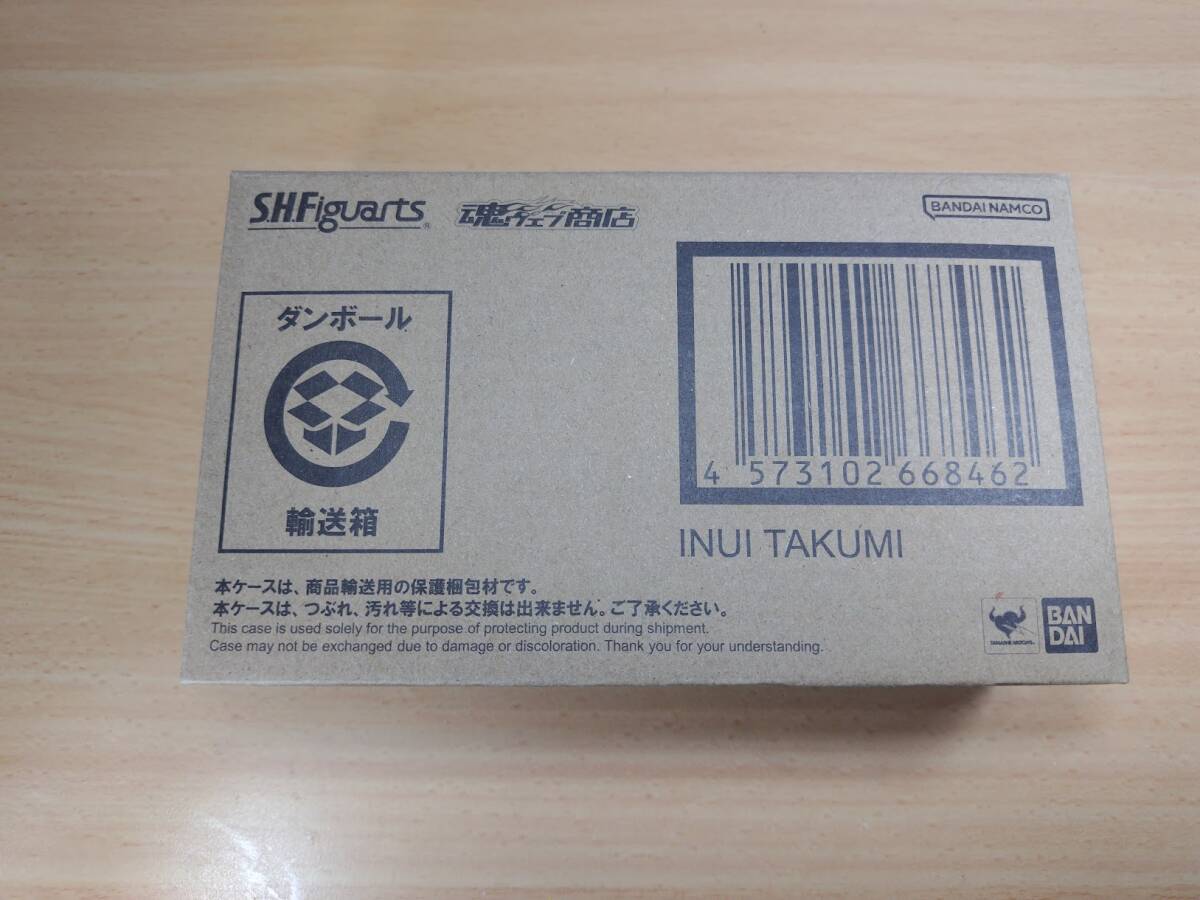 S.H.Figuarts®
魂ウェブ商店
BANDAI NAMCO
ダンボール
輸送箱
4 573102 668462
INUI TAKUMI
本ケースは、商品輸送用の保護梱包材です。
本ケースは、つぶれ、汚れ等による交換は出来ません。ご了承ください。
This case is used solely for the purpose of protecting product during shipment.
Case may not be exchanged due to damage or discoloration. Thank you for your understanding.
TAMASHII NATIONS
BAN
DAI